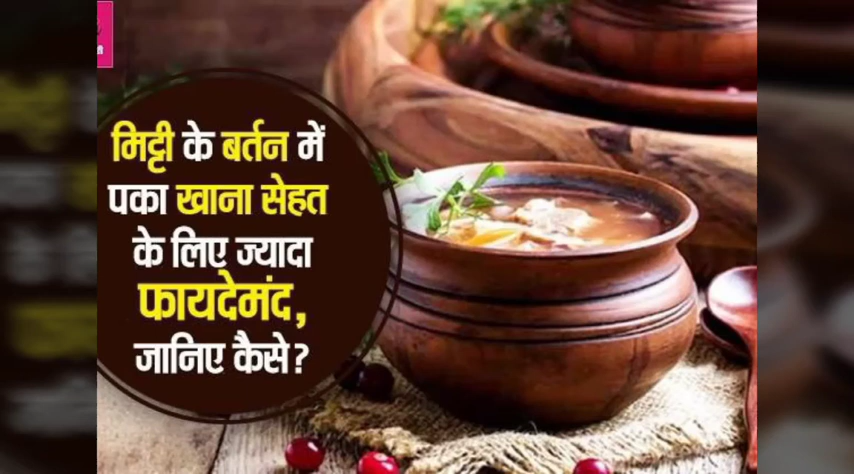 मिट्टी के बर्तन में
पका खाना सेहत
के लिए ज्यादा
फायदेमंद,
जानिए कैसे?